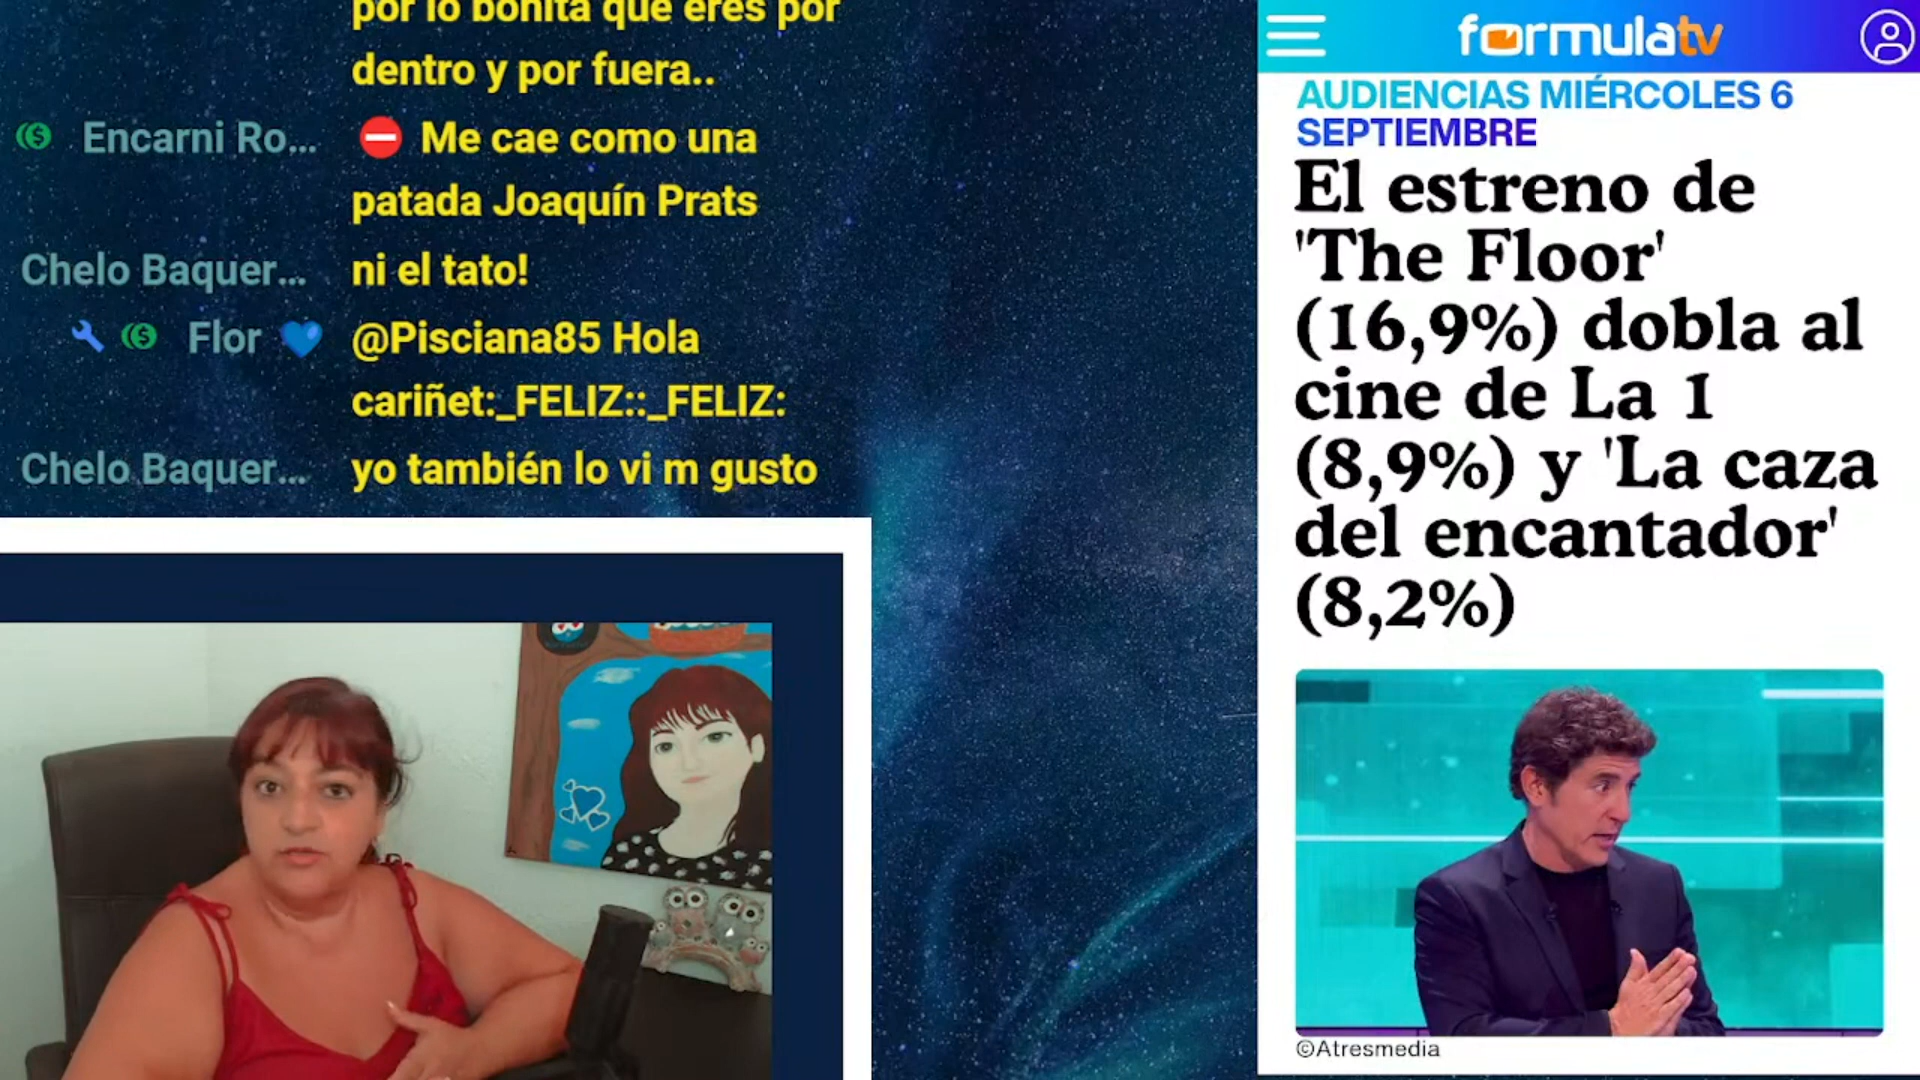 por lo bonita que eres por
dentro y por fuera..
Encarni Ro... ⛔ Me cae como una
patada Joaquín Prats
Chelo Baquer... ni el tato!
Flor 💙 @Pisciana85 Hola
cariñet:_FELIZ::_FELIZ:
Chelo Baquer... yo también lo vi m gusto
formulatv
AUDIENCIAS MIÉRCOLES 6
SEPTIEMBRE
El estreno de
'The Floor'
(16,9%) dobla al
cine de La 1
(8,9%) y 'La caza
del encantador'
(8,2%)
©Atresmedia